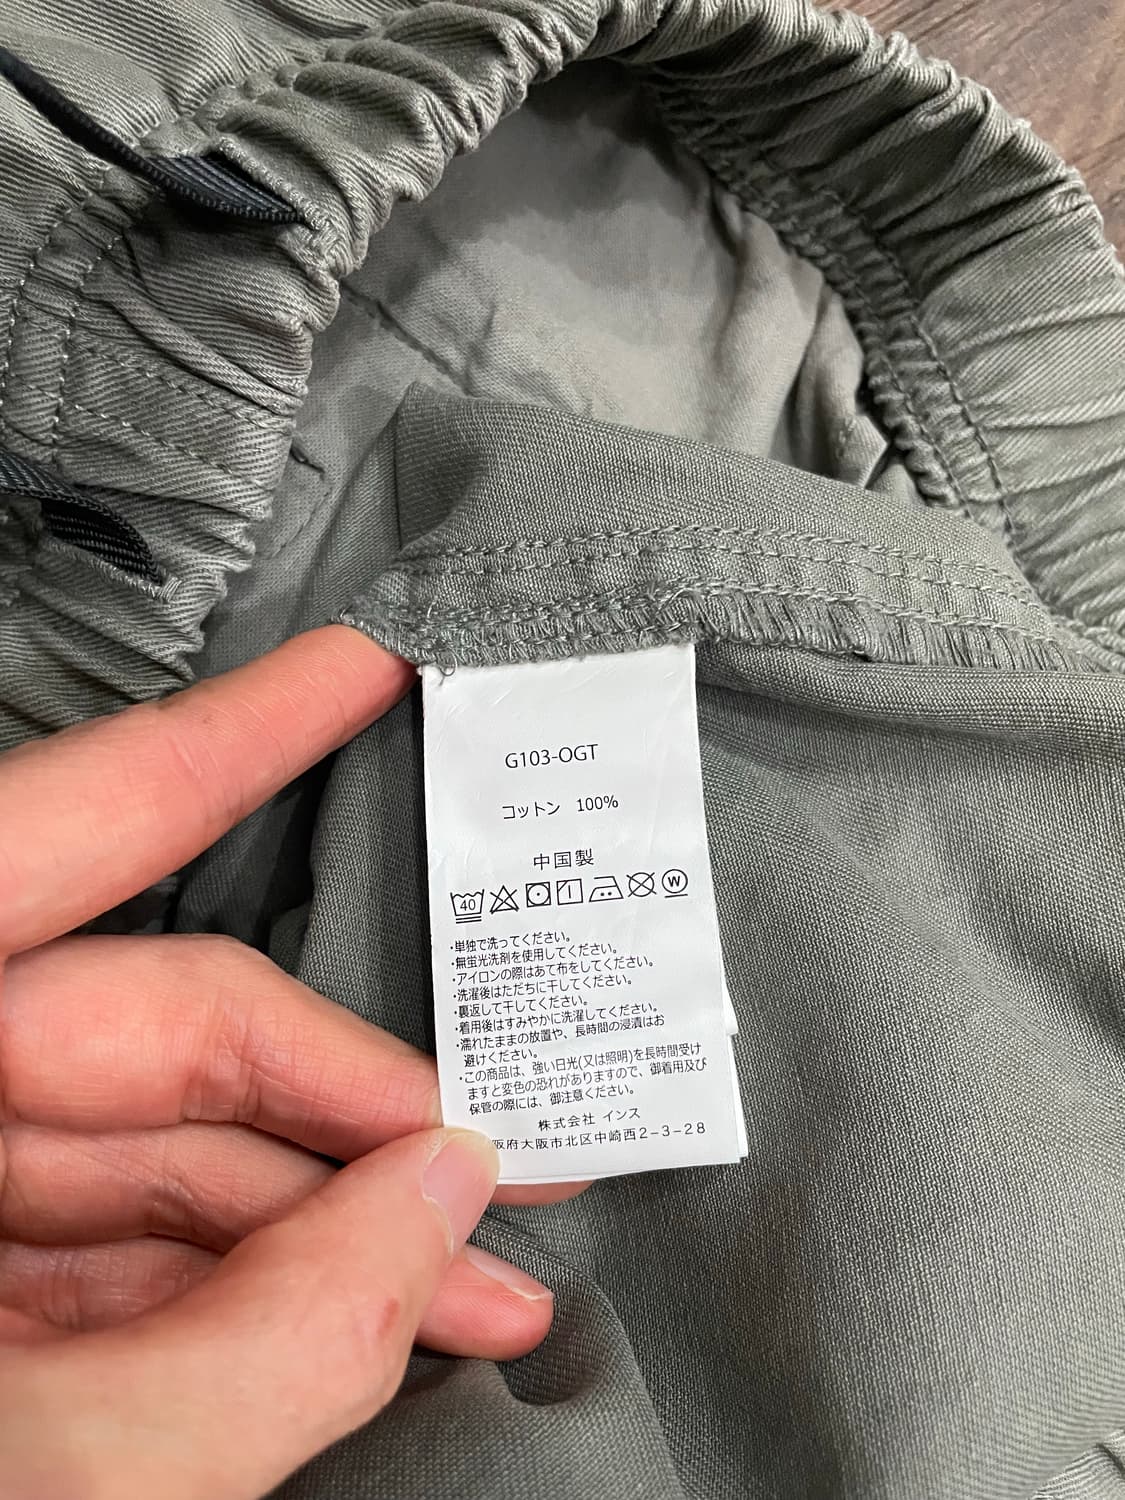 G103-OGT
コットン 100%
中国製
40 W
・単独で洗ってください。
・無蛍光洗剤を使用してください。
・アイロンの際はあて布をしてください。
・洗濯後はただちに干してください。
・裏返して干してください。
・着用後はすみやかに洗濯してください。
・濡れたままの放置や、長時間の浸漬はお
避けください。
・この商品は、強い日光(又は照明)を長時間受け
ますと変色の恐れがありますので、御着用及び
保管の際には、御注意ください。
株式会社 インス
阪府大阪市北区中崎西2-3-28